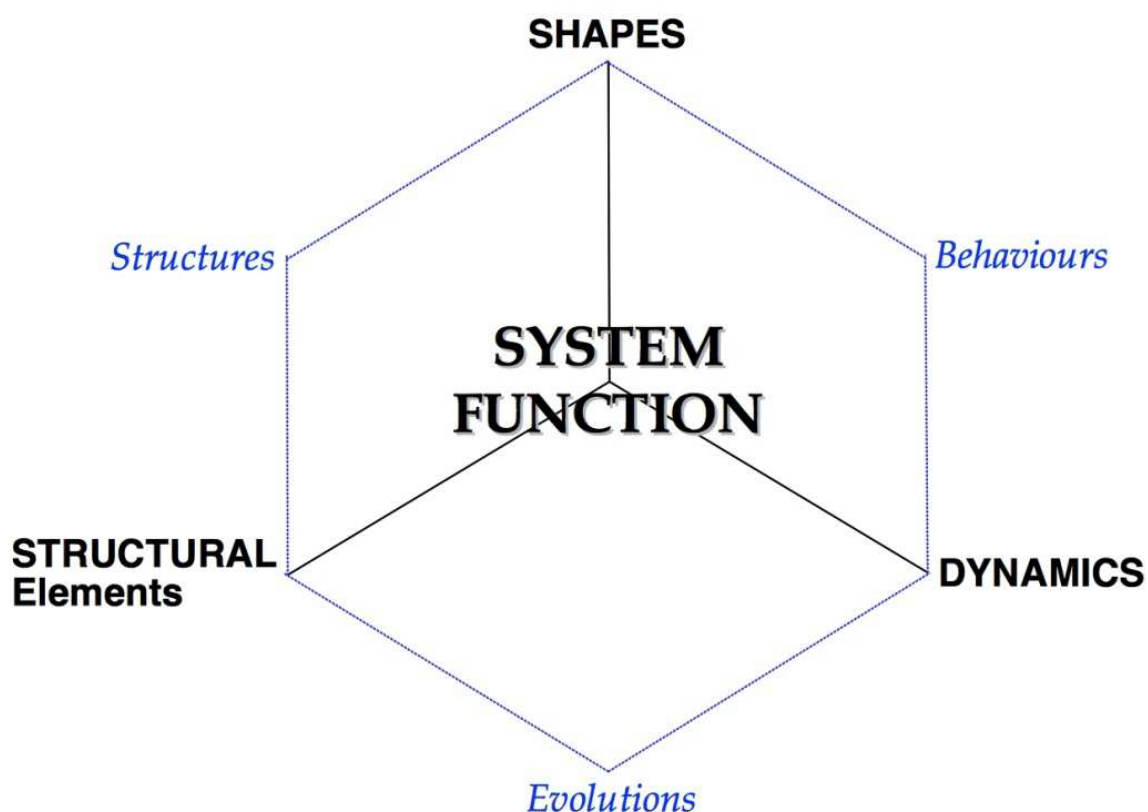 SHAPES
Structures
Behaviours
SYSTEM
FUNCTION
STRUCTURAL
Elements
DYNAMICS
Evolutions